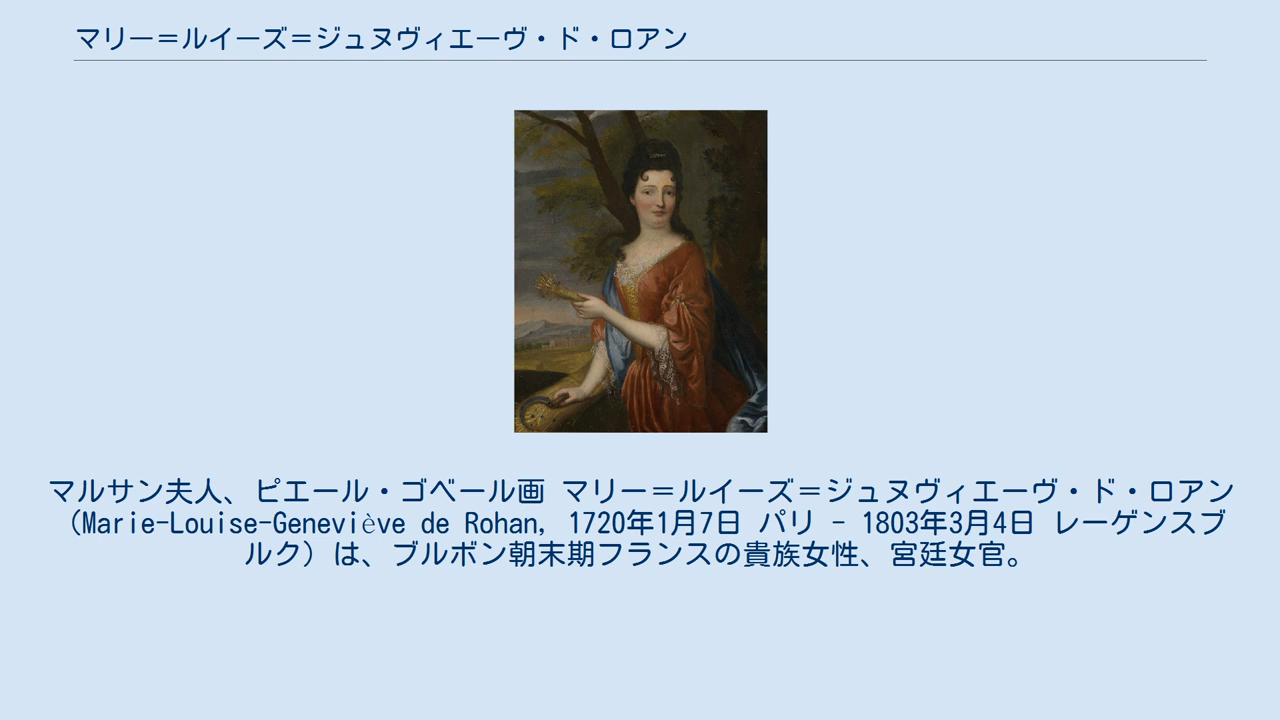 マリー＝ルイーズ＝ジュヌヴィエーヴ・ド・ロアン
マルサン夫人、ピエール・ゴベール画 マリー＝ルイーズ＝ジュヌヴィエーヴ・ド・ロアン
（Marie-Louise-Geneviève de Rohan, 1720年1月7日 パリ - 1803年3月4日 レーゲンスブ
ルク）は、ブルボン朝末期フランスの貴族女性、宮廷女官。